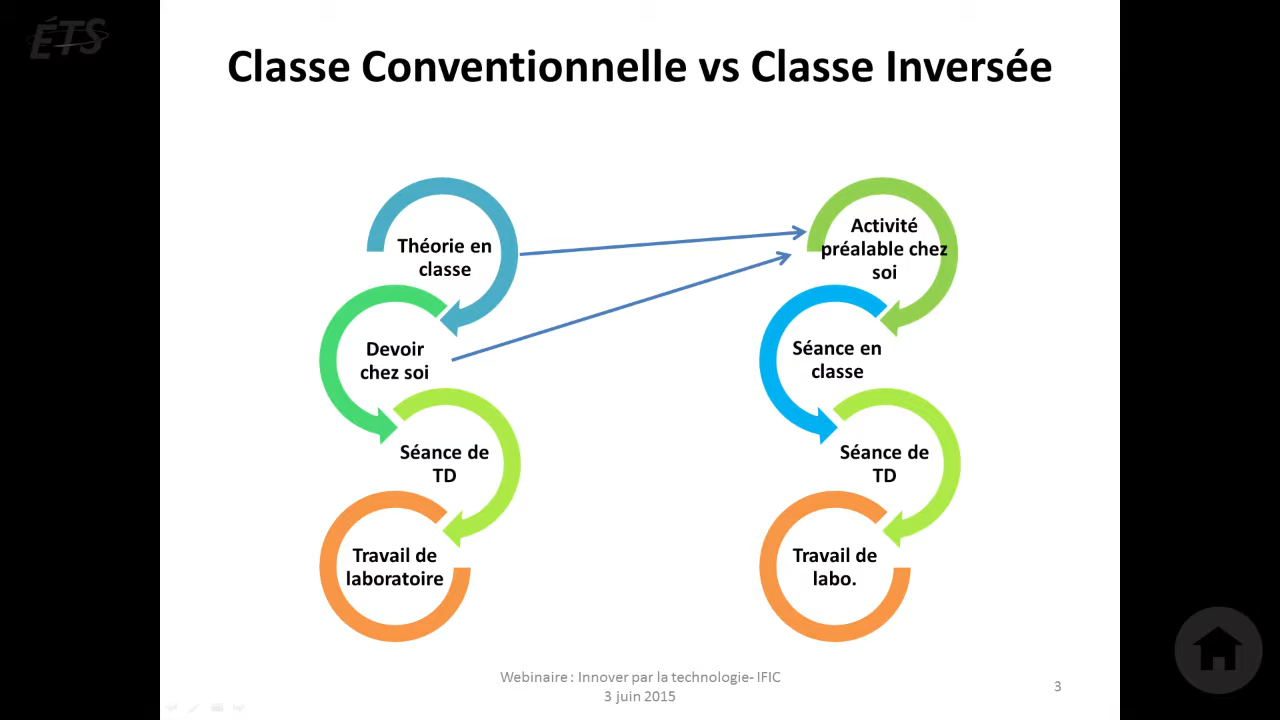 ÉTS
Classe Conventionnelle vs Classe Inversée
Théorie en
classe
Devoir
chez soi
Séance de
TD
Travail de
laboratoire
Activité
préalable chez
soi
Séance en
classe
Séance de
TD
Travail de
labo.
Webinaire : Innover par la technologie- IFIC
3 juin 2015
3